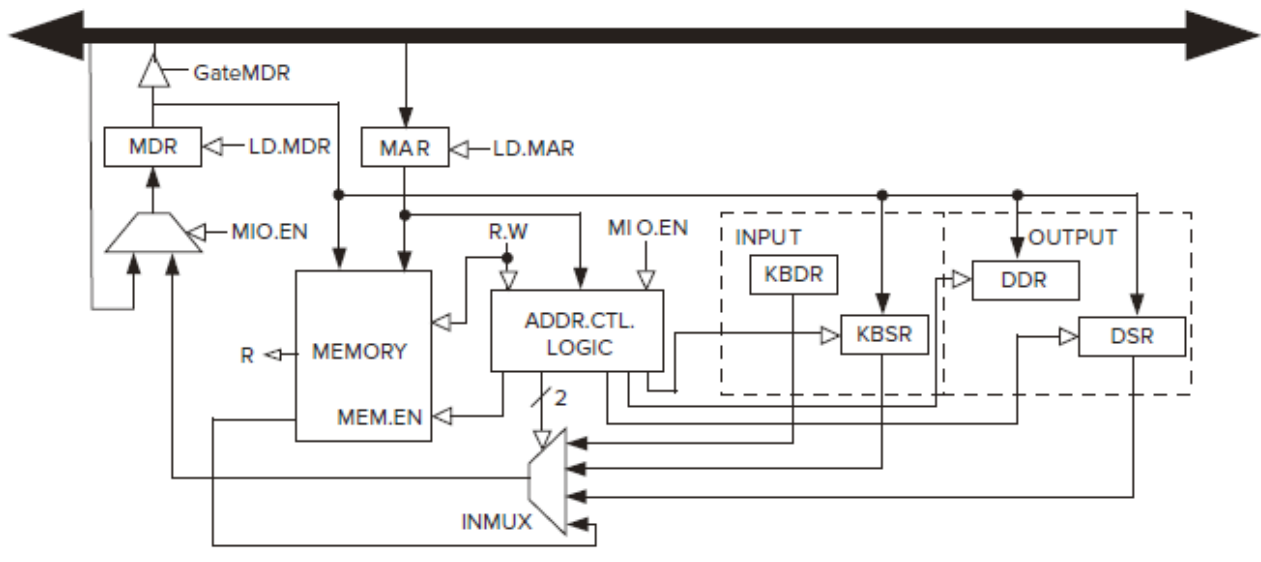 GateMDR
MDR
LD.MDR
MAR
LD.MAR
MIO.EN
R.W
MIO.EN
INPUT
OUTPUT
KBDR
DDR
ADDR.CTL.
LOGIC
KBSR
DSR
R
MEMORY
MEM.EN
2
INMUX